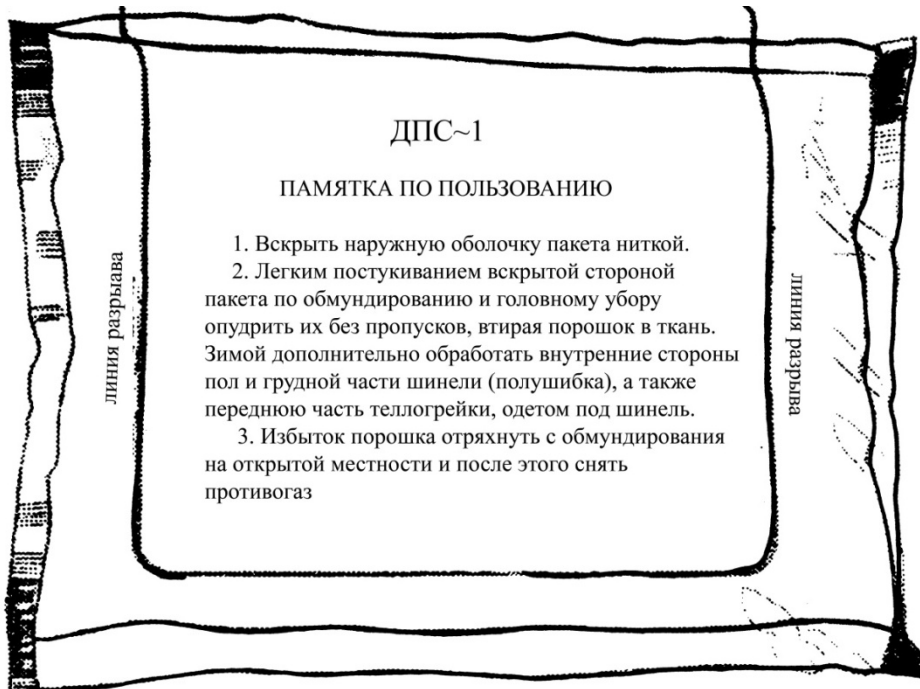 ДПС~1
ПАМЯТКА ПО ПОЛЬЗОВАНИЮ
1. Вскрыть наружную оболочку пакета ниткой.
2. Легким постукиванием вскрытой стороной
пакета по обмундированию и головному убору
опудрить их без пропусков, втирая порошок в ткань.
Зимой дополнительно обработать внутренние стороны
пол и грудной части шинели (полушибка), а также
переднюю часть теллогрейки, одетом под шинель.
3. Избыток порошка отряхнуть с обмундирования
на открытой местности и после этого снять
противогаз
линия разрыава
линия разрыва